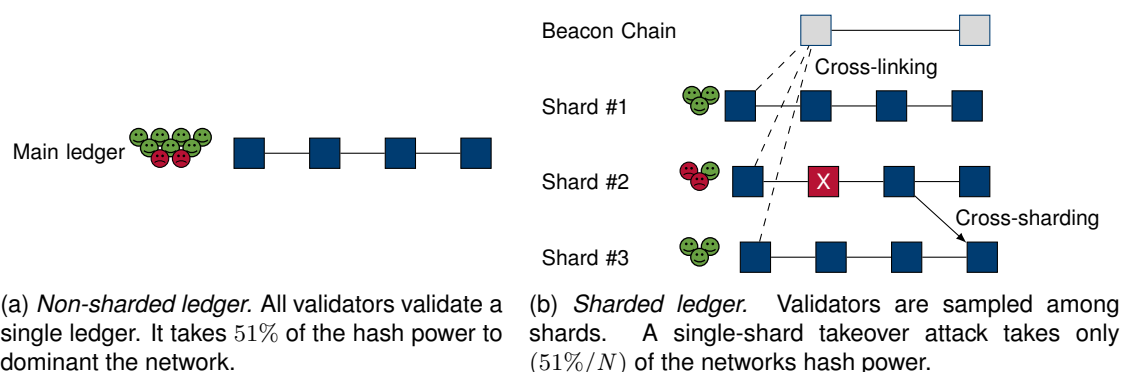 Beacon Chain
Cross-linking
Shard #1
Main ledger
Shard #2
X
Cross-sharding
Shard #3
(a) Non-sharded ledger. All validators validate a
single ledger. It takes 51% of the hash power to
dominant the network.
(b) Sharded ledger. Validators are sampled among
shards. A single-shard takeover attack takes only
(51%/N) of the networks hash power.